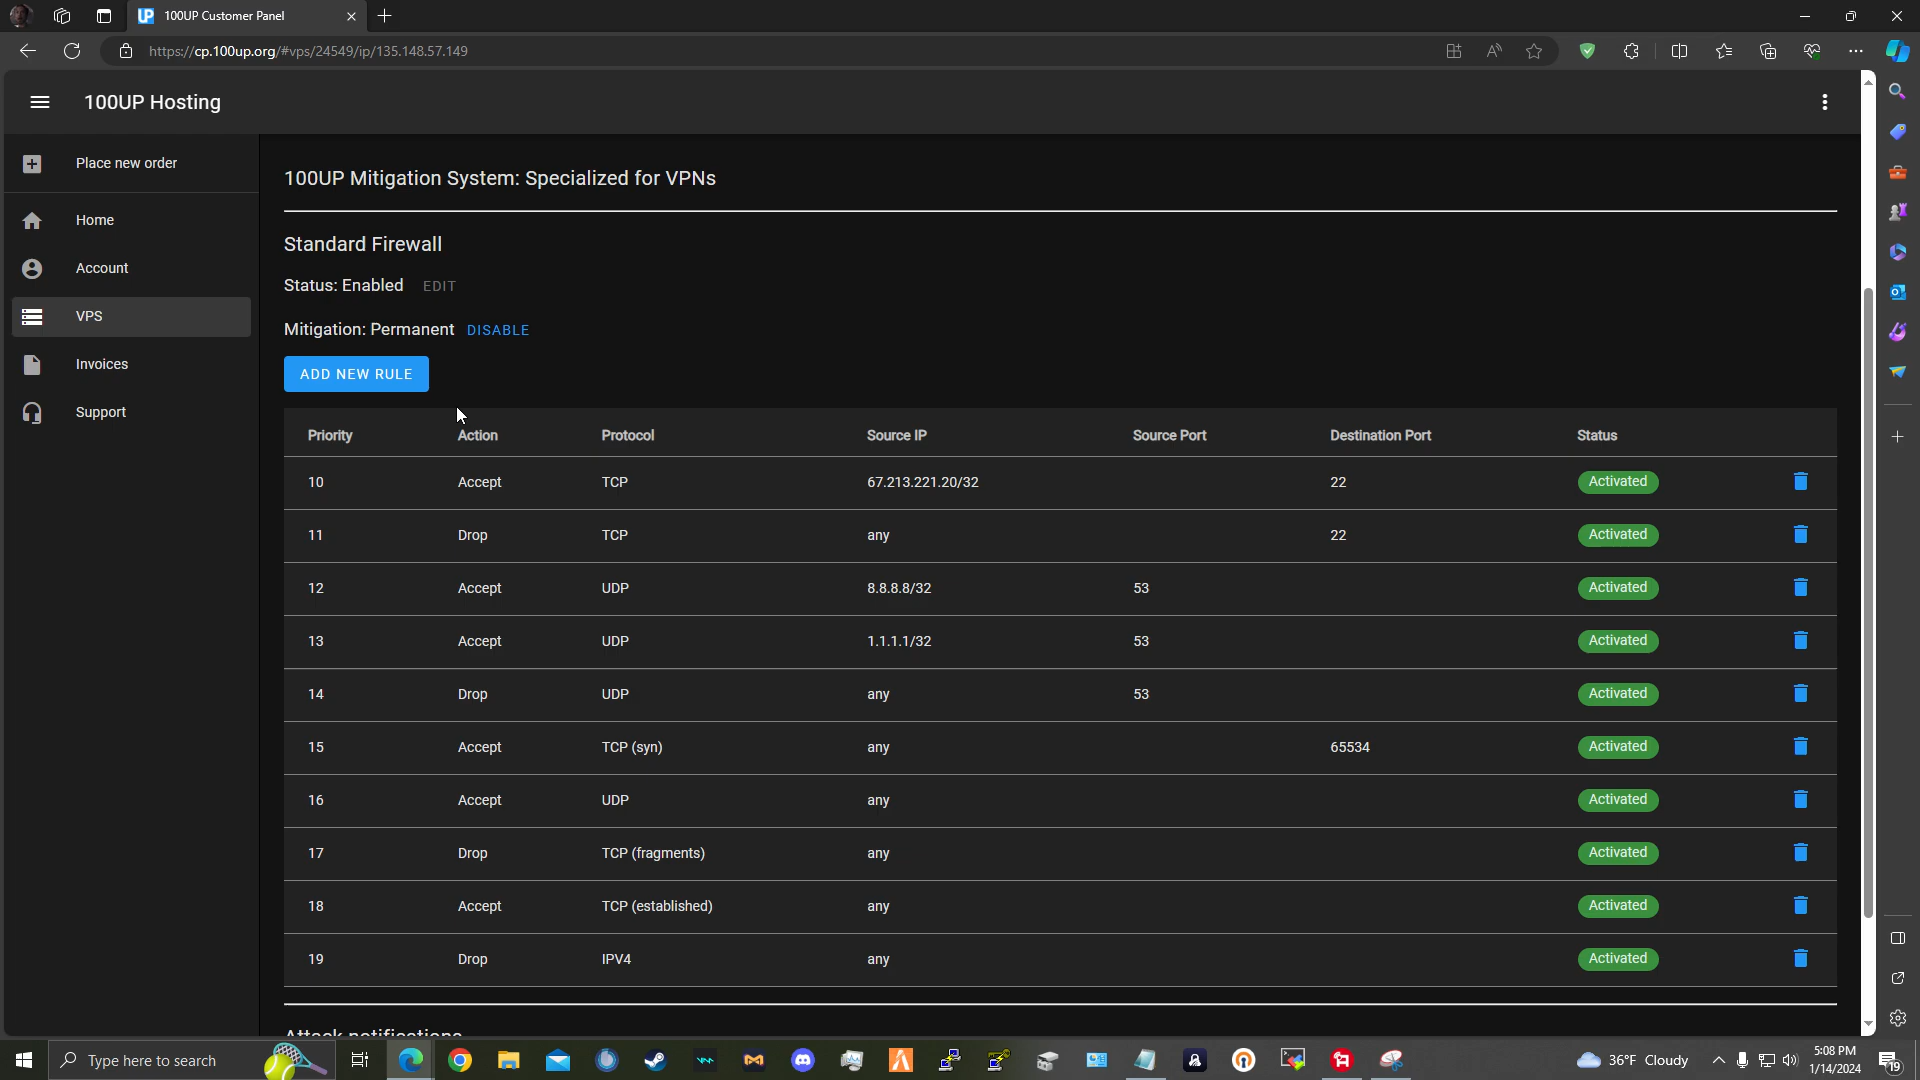 100UP Customer Panel
https://cp.100up.org/#vps/24549/ip/135.148.57.149
100UP Hosting
Place new order
Home
Account
VPS
Invoices
Support
100UP Mitigation System: Specialized for VPNs
Standard Firewall
Status: Enabled EDIT
Mitigation: Permanent DISABLE
ADD NEW RULE
Priority Action Protocol Source IP Source Port Destination Port Status
10 Accept TCP 67.213.221.20/32 22 Activated
11 Drop TCP any 22 Activated
12 Accept UDP 8.8.8.8/32 53 Activated
13 Accept UDP 1.1.1.1/32 53 Activated
14 Drop UDP any 53 Activated
15 Accept TCP (syn) any 65534 Activated
16 Accept UDP any Activated
17 Drop TCP (fragments) any Activated
18 Accept TCP (established) any Activated
19 Drop IPV4 any Activated
Attack notifications
Type here to search
36°F Cloudy
5:08 PM
1/14/2024
19